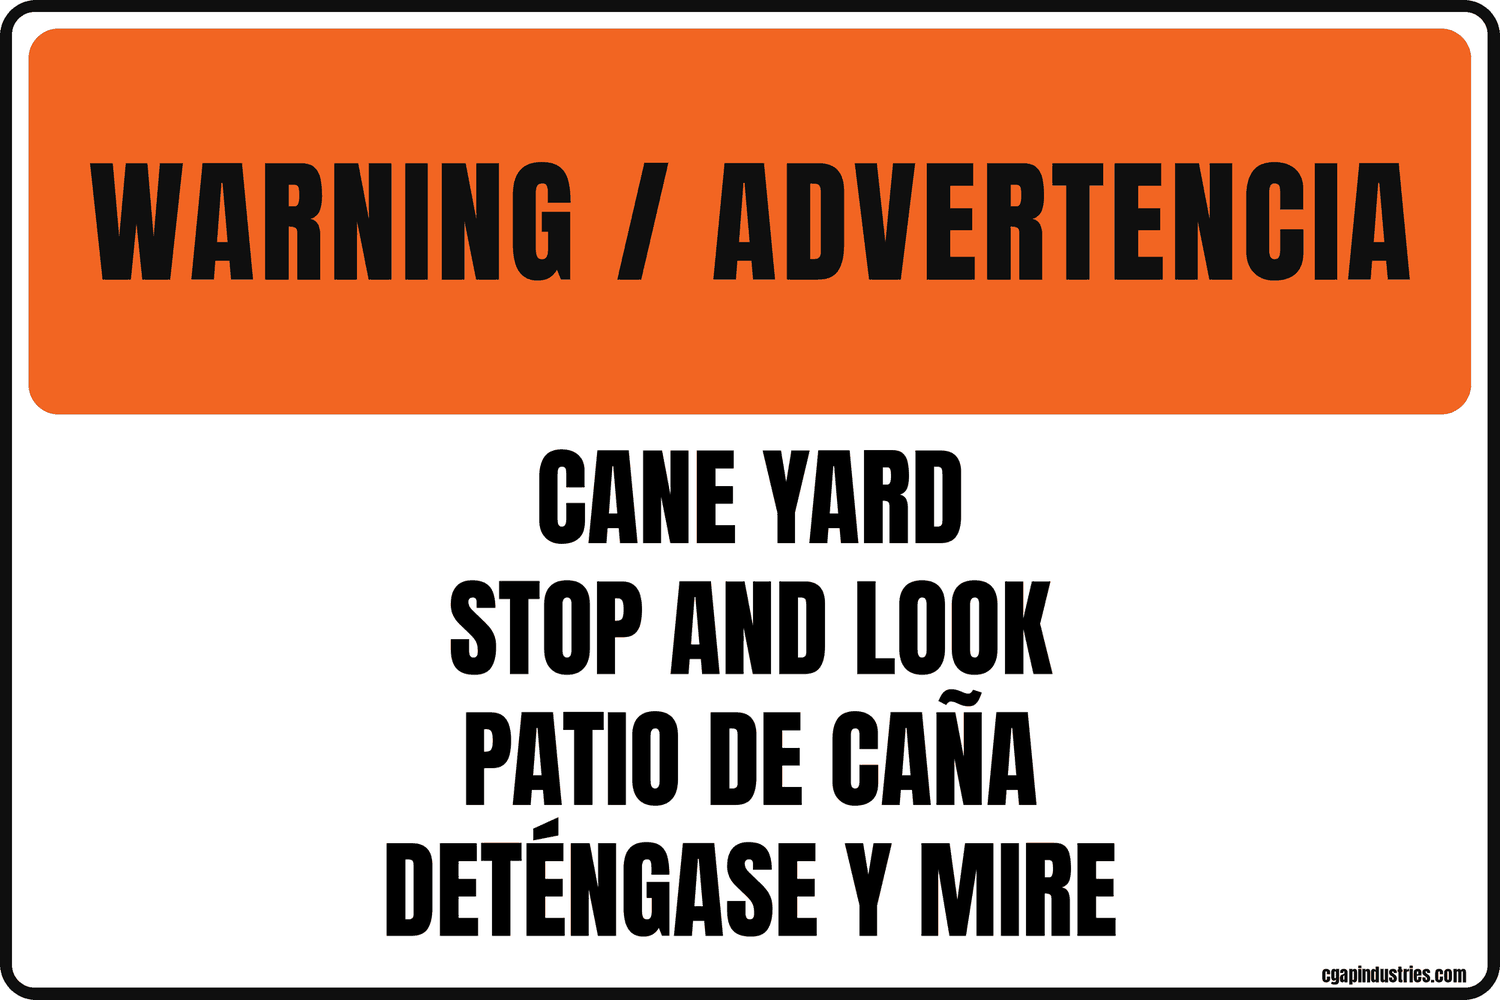 WARNING / ADVERTENCIA
CANE YARD
STOP AND LOOK
PATIO DE CAÑA
DETÉNGASE Y MIRE
cgapindustries.com